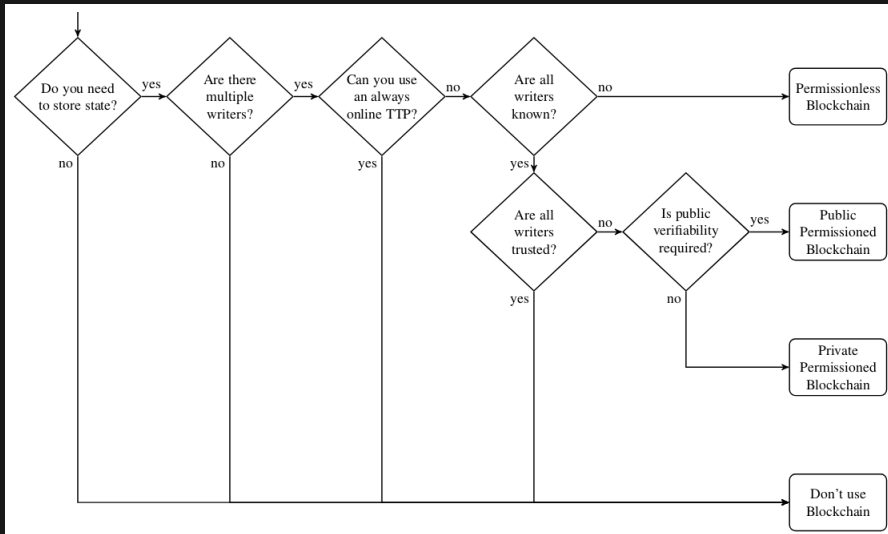 Do you need
to store state?
yes
no
Are there
multiple
writers?
yes
no
Can you use
an always
online TTP?
no
yes
Are all
writers
known?
no
yes
Permissionless
Blockchain
Are all
writers
trusted?
no
yes
Is public
verifiability
required?
yes
no
Public
Permissioned
Blockchain
Private
Permissioned
Blockchain
Don't use
Blockchain